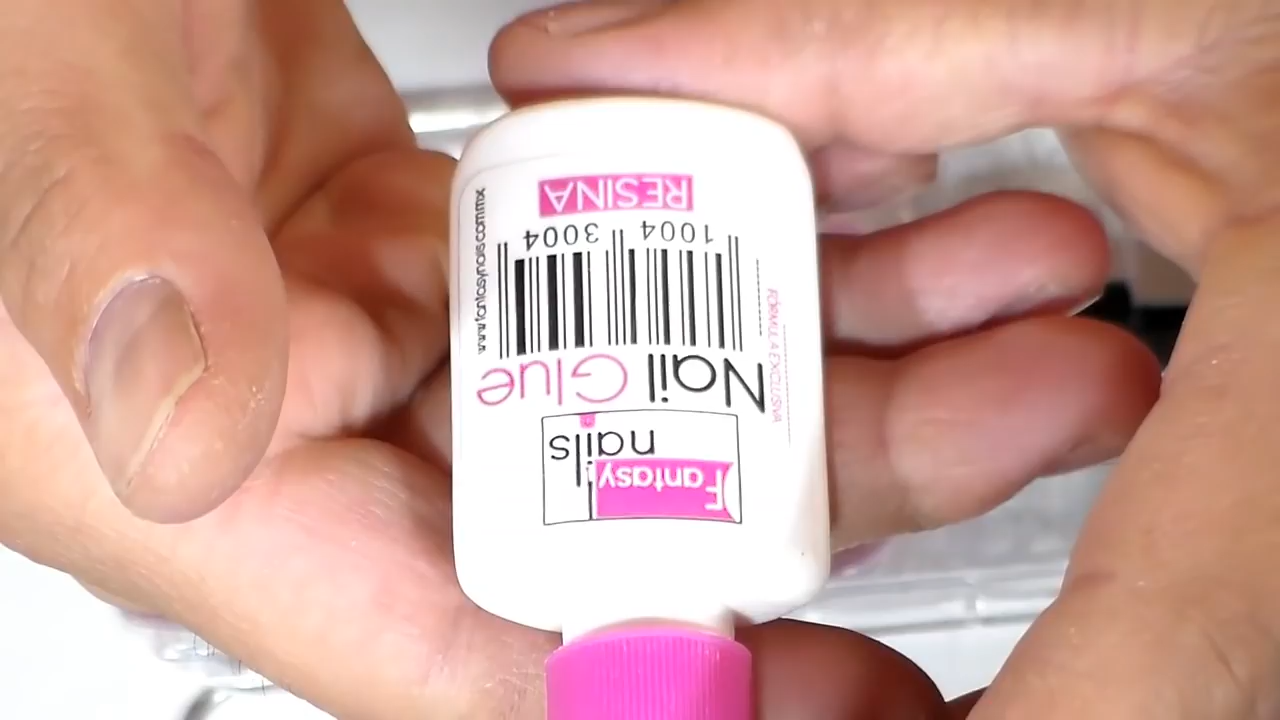 Fantasy
nails
Nail Glue
1004 3004
RESINA
FÓRMULA EXCLUSIVA
www.fantasynails.com.mx